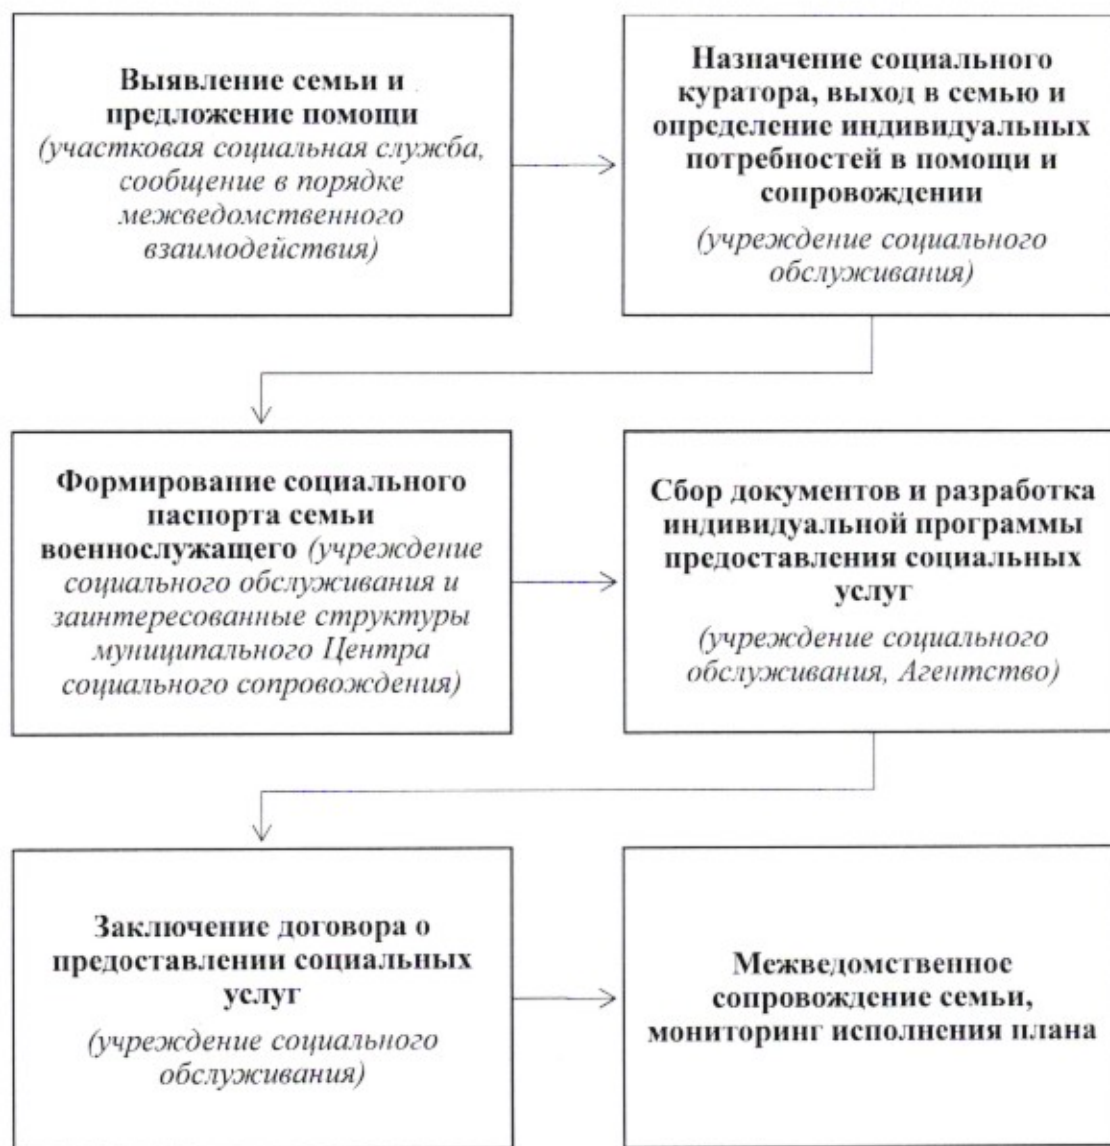 Выявление семьи и
предложение помощи
(участковая социальная служба,
сообщение в порядке
межведомственного
взаимодействия)
Назначение социального
куратора, выход в семью и
определение индивидуальных
потребностей в помощи и
сопровождении
(учреждение социального
обслуживания)
Формирование социального
паспорта семьи
военнослужащего (учреждение
социального обслуживания и
заинтересованные структуры
муниципального Центра
социального сопровождения)
Сбор документов и разработка
индивидуальной программы
предоставления социальных
услуг
(учреждение социального
обслуживания, Агентство)
Заключение договора о
предоставлении социальных
услуг
(учреждение социального
обслуживания)
Межведомственное
сопровождение семьи,
мониторинг исполнения плана